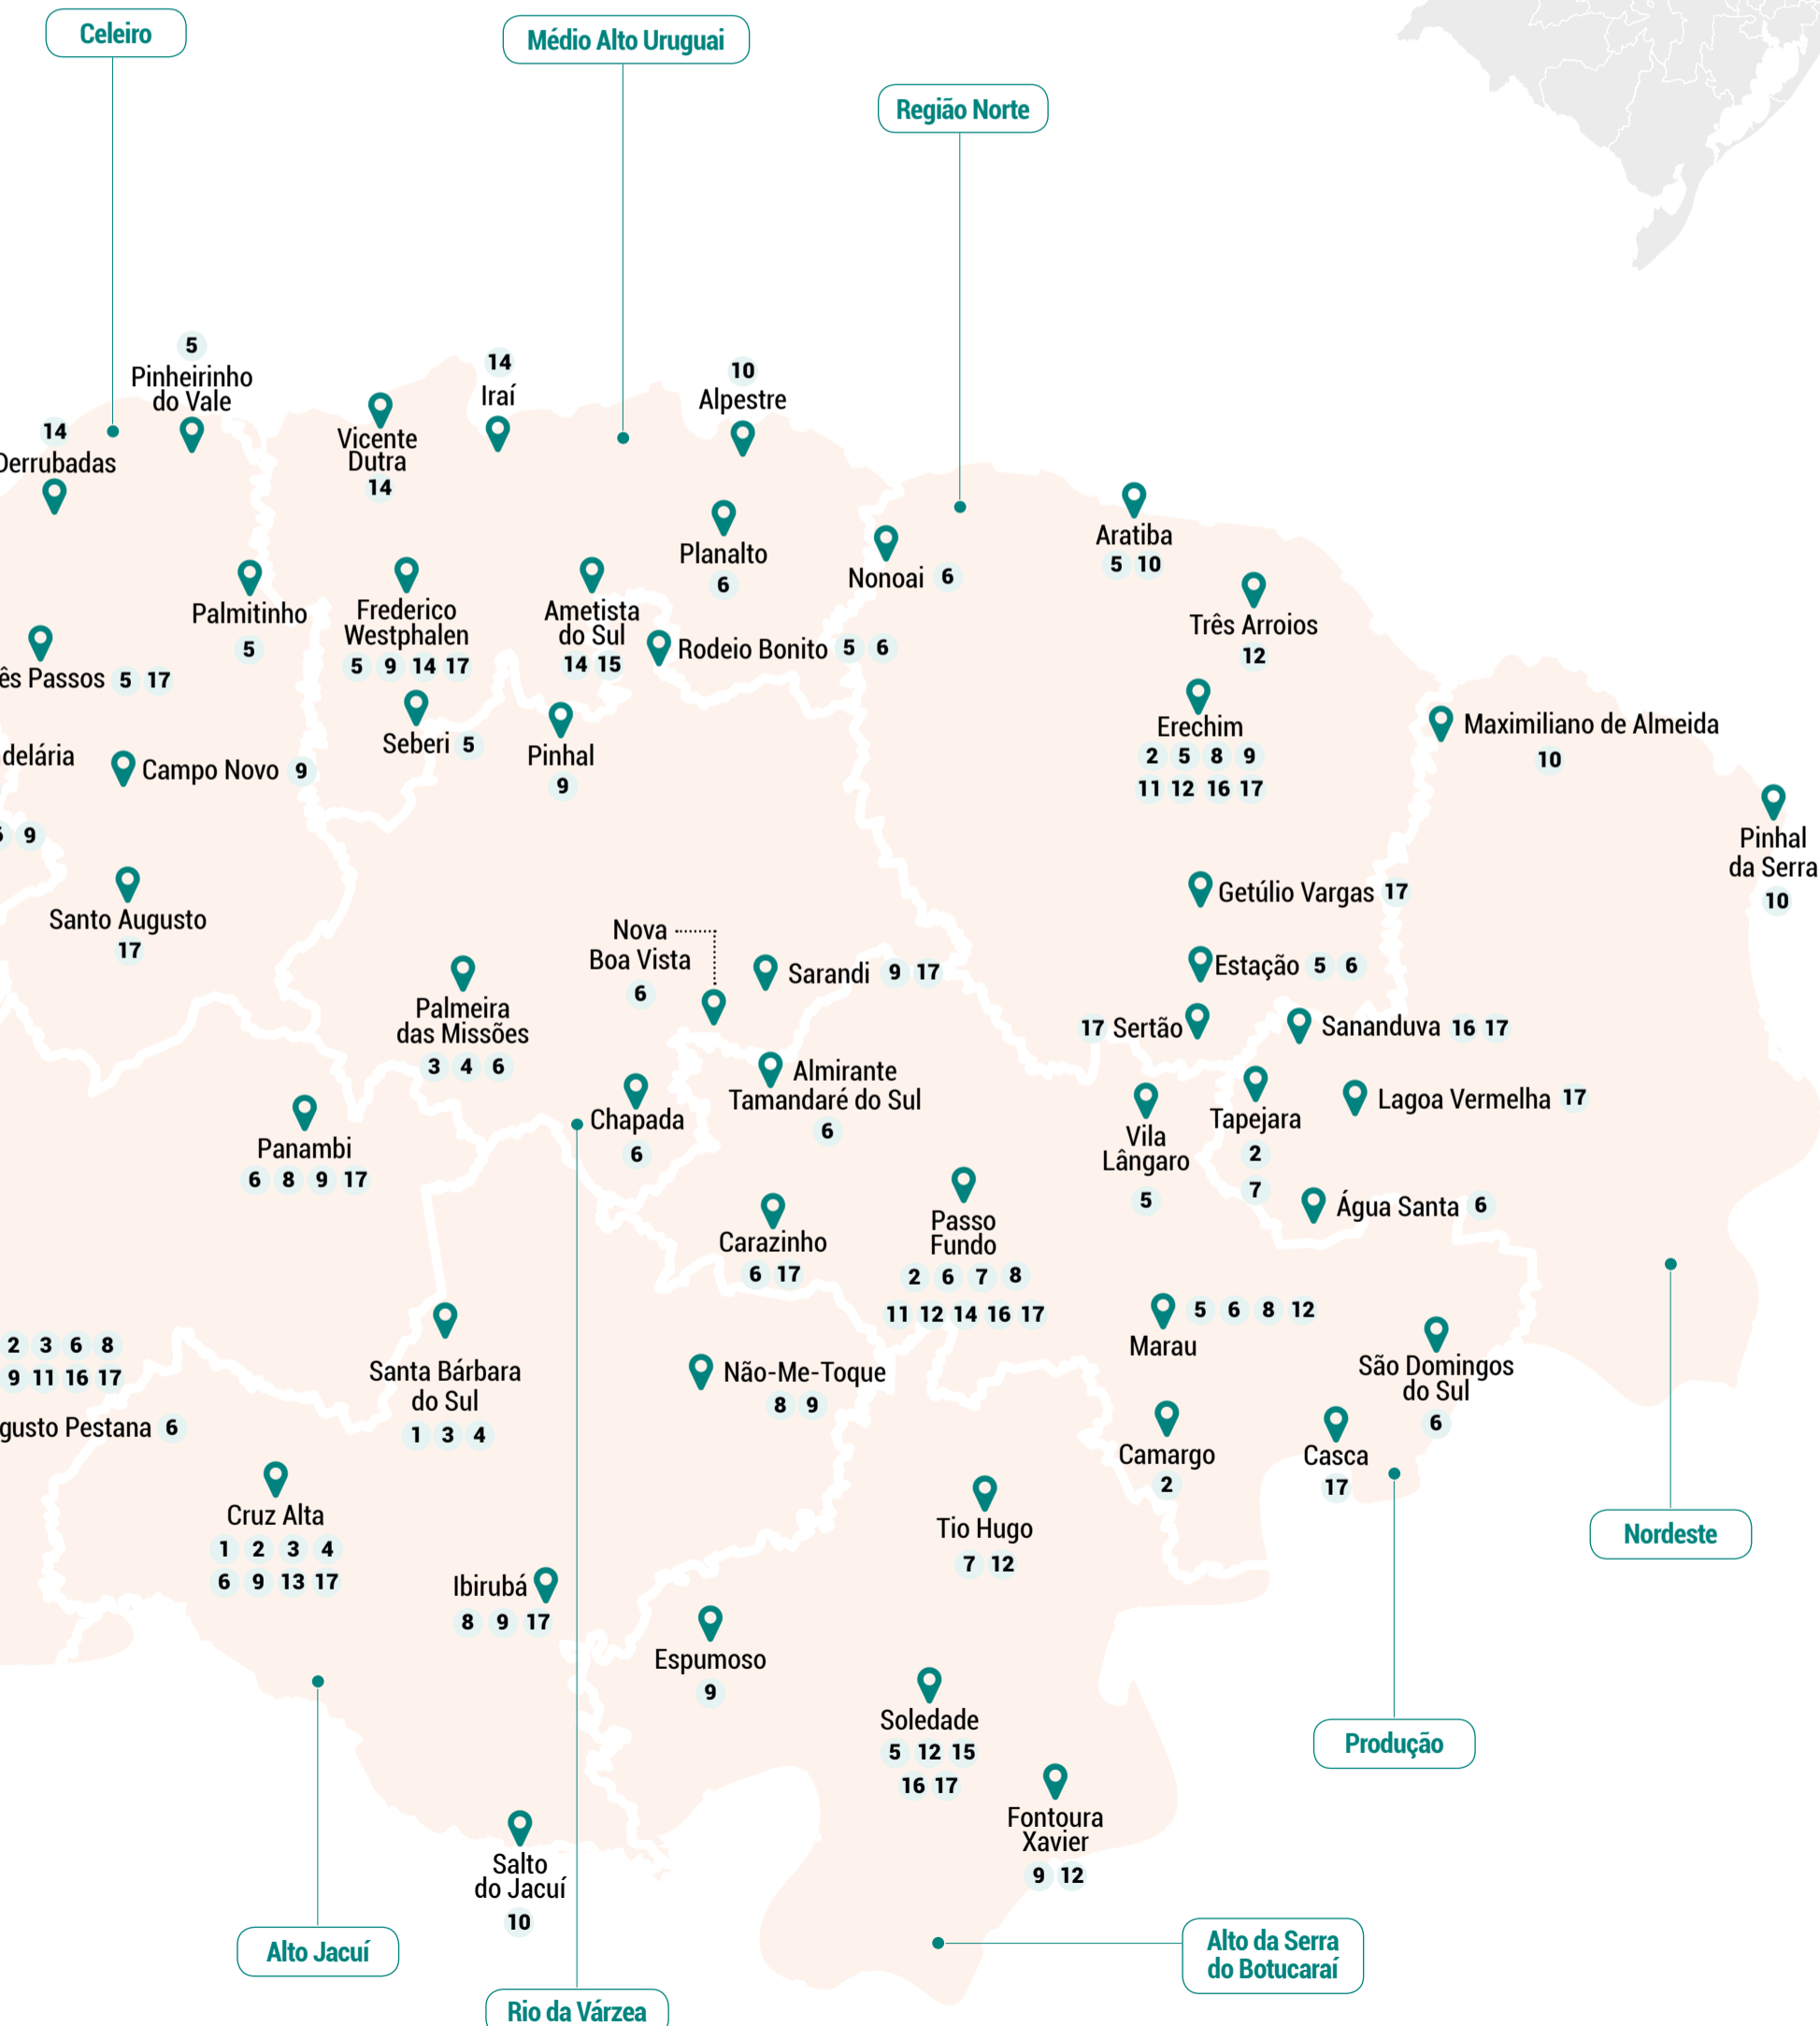 Celeiro
Médio Alto Uruguai
Região Norte
5
Pinheirinho
do Vale
14
Iraí
10
Alpestre
14
Derrubadas
Vicente
Dutra
14
Planalto
6
Nonoai 6
Aratiba
5 10
Três Arroios
12
Palmitinho
5
Frederico
Westphalen
5 9 14 17
Ametista
do Sul
14 15
Rodeio Bonito 5 6
ês Passos 5 17
Seberi 5
Pinhal
9
Erechim
2 5 8 9
11 12 16 17
Maximiliano de Almeida
10
delária
Campo Novo 9
9
Pinhal
da Serra
10
Santo Augusto
17
Getúlio Vargas 17
Nova
Boa Vista
6
Sarandi 9 17
Estação 5 6
Palmeira
das Missões
3 4 6
17 Sertão
Sananduva 16 17
Almirante
Tamandaré do Sul
6
Chapada
6
Panambi
6 8 9 17
Vila
Lângaro
5
Tapejara
2
7
Lagoa Vermelha 17
Água Santa 6
Carazinho
6 17
Passo
Fundo
2 6 7 8
11 12 14 16 17
Marau
5 6 8 12
São Domingos
do Sul
6
2 3 6 8
9 11 16 17
gusto Pestana 6
Santa Bárbara
do Sul
1 3 4
Não-Me-Toque
8 9
Camargo
2
Casca
17
Cruz Alta
1 2 3 4
6 9 13 17
Tio Hugo
7 12
Nordeste
Ibirubá
8 9 17
Espumoso
9
Soledade
5 12 15
16 17
Produção
Fontoura
Xavier
9 12
Salto
do Jacuí
10
Alto Jacuí
Alto da Serra
do Botucaraí
Rio da Várzea